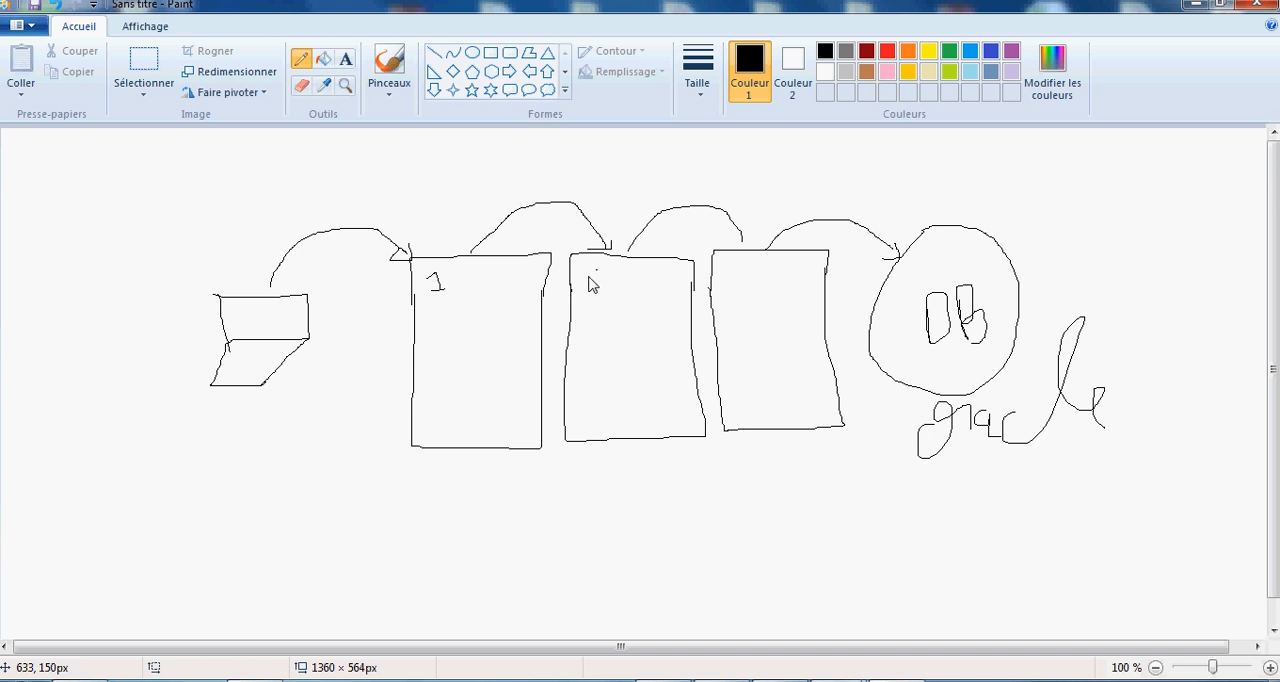 Sans titre - Paint
Accueil
Affichage
Coller
Couper
Copier
Presse-papiers
Sélectionner
Rogner
Redimensionner
Faire pivoter
Image
A
Outils
Pinceaux
Contour
Remplissage
Formes
Taille
Couleur
1
Couleur
2
Modifier les
couleurs
Couleurs
1
Db
oracle
633, 150px
1360 × 564px
100 %